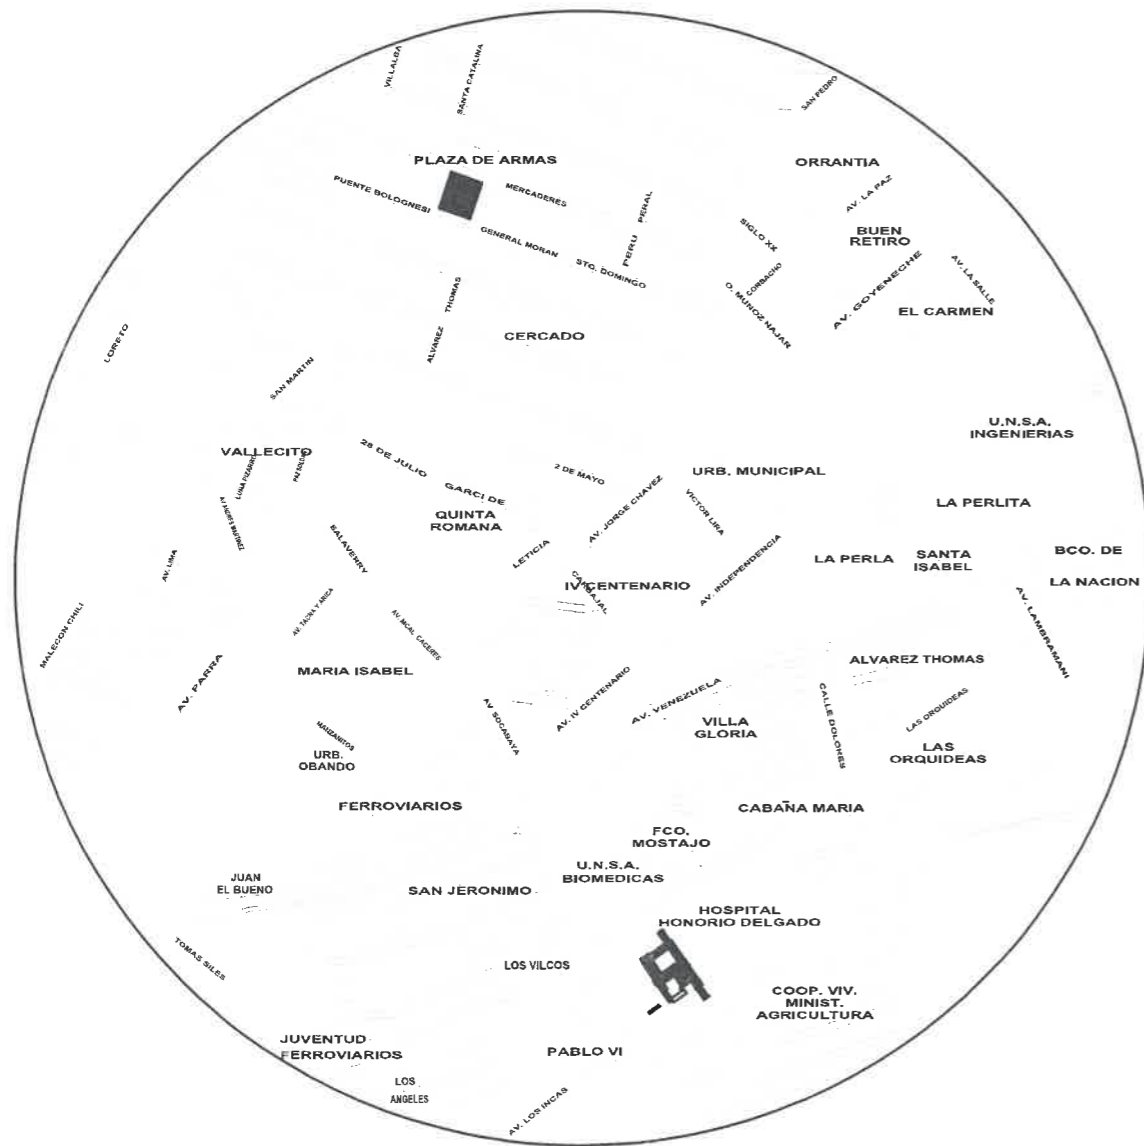 VILLALBA
SANTA CATALINA
SAN PEDRO
PLAZA DE ARMAS
ORRANTIA
PUENTE BOLOGNESI
MERCADERES
AV. LA PAZ
PERU PERAL
SIGLO XX
BUEN
RETIRO
GENERAL MORAN
STO. DOMINGO
CORBACHO
O. MUÑOZ NAJAR
AV. GOYENECHE
AV. LA SALLE
EL CARMEN
ALVAREZ THOMAS
CERCADO
LORETO
SAN MARTIN
U.N.S.A.
INGENIERIAS
VALLECITO
28 DE JULIO
LUNA PIZARRO
PAZ SOLDAN
2 DE MAYO
URB. MUNICIPAL
GARCI DE
QUINTA
ROMANA
AV. JORGE CHAVEZ
VICTOR LIRA
LA PERLITA
AV. ANDRES MARTINEZ
BALAVERRY
LETICIA
AV. LIMA
CARBAJAL
IV CENTENARIO
AV. INDEPENDENCIA
LA PERLA
SANTA
ISABEL
BCO. DE
LA NACION
AV. TACNA Y ARICA
AV. MCAL. CACERES
AV. LAMBRAMANI
MALECON CHILI
AV. PARRA
MARIA ISABEL
ALVAREZ THOMAS
AV. SOCABAYA
AV. IV CENTENARIO
AV. VENEZUELA
VILLA
GLORIA
CALLE DOLORES
LAS ORQUIDEAS
LAS
ORQUIDEAS
MANZANITOS
URB.
OBANDO
FERROVIARIOS
CABAÑA MARIA
FCO.
MOSTAJO
U.N.S.A.
BIOMEDICAS
JUAN
EL BUENO
SAN JERONIMO
HOSPITAL
HONORIO DELGADO
TOMAS SILES
LOS VILCOS
COOP. VIV.
MINIST.
AGRICULTURA
JUVENTUD
FERROVIARIOS
PABLO VI
LOS
ANGELES
AV. LOS INCAS